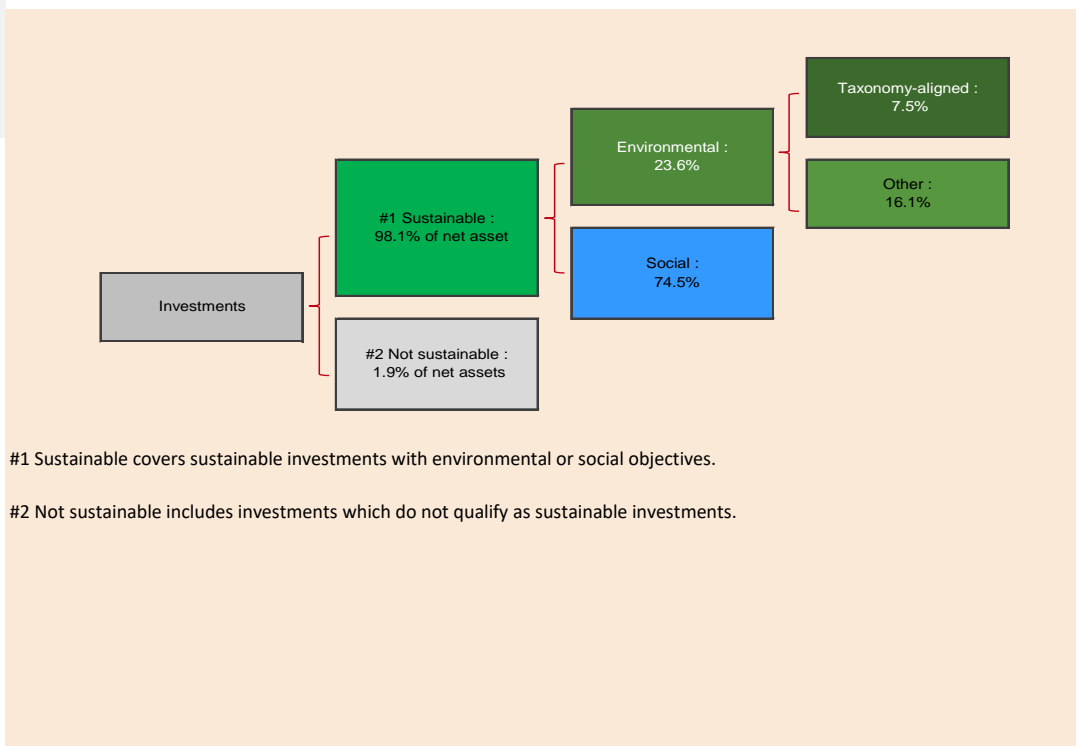 Investments
#1 Sustainable :
98.1% of net asset
#2 Not sustainable :
1.9% of net assets
Environmental :
23.6%
Social :
74.5%
Taxonomy-aligned :
7.5%
Other :
16.1%
#1 Sustainable covers sustainable investments with environmental or social objectives.
#2 Not sustainable includes investments which do not qualify as sustainable investments.